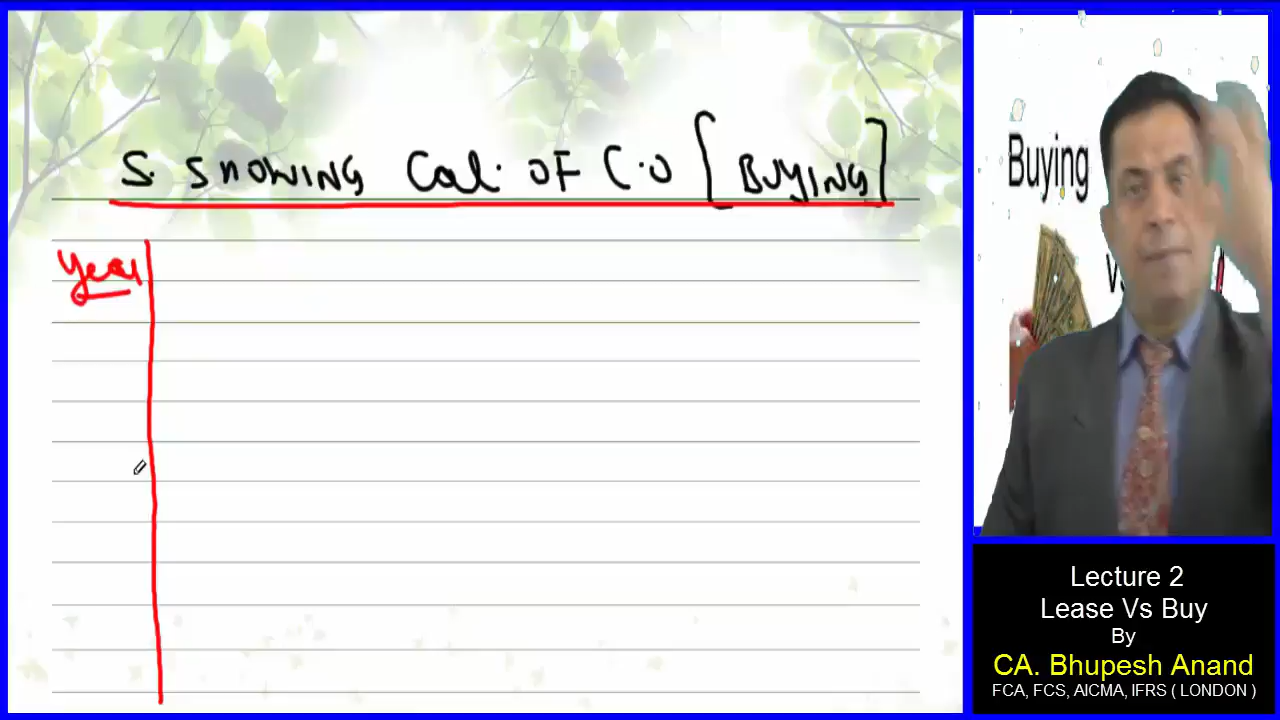 S. SHOWING Cal. OF C.O [BUYING]
Year
Buying
Lecture 2
Lease Vs Buy
By
CA. Bhupesh Anand
FCA, FCS, AICMA, IFRS ( LONDON )